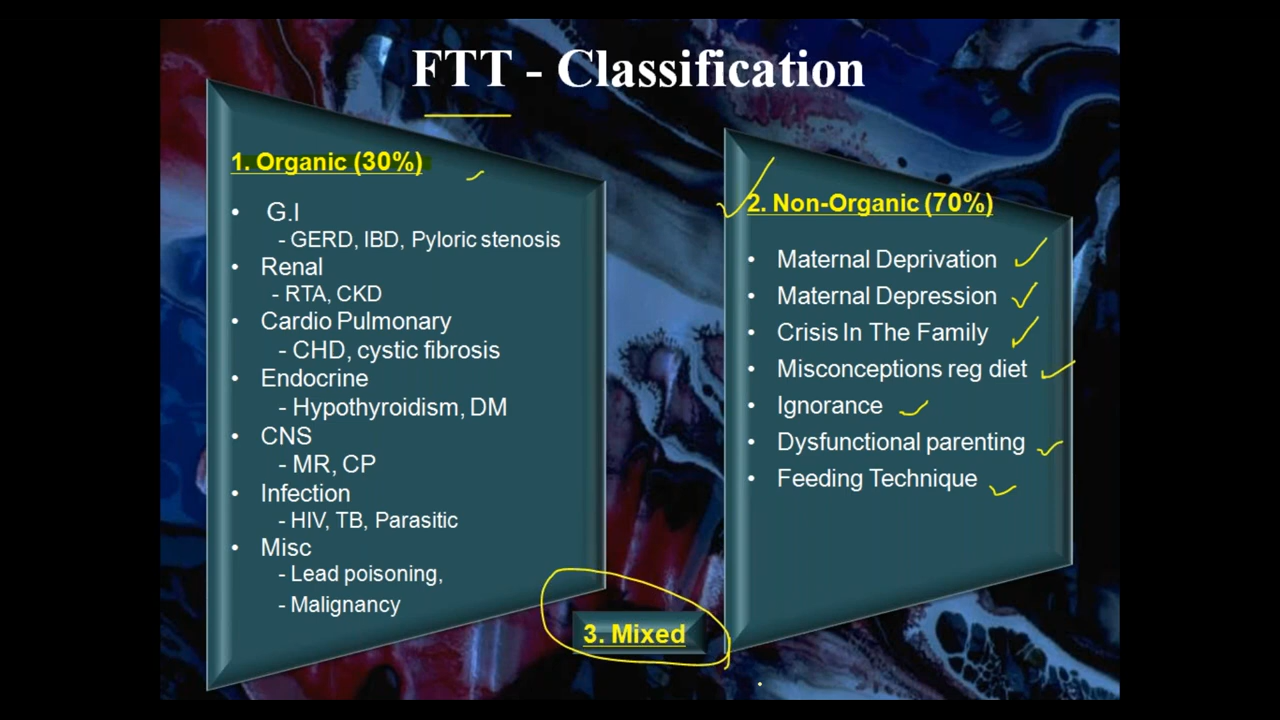 FTT - Classification
1. Organic (30%)
• G.I
- GERD, IBD, Pyloric stenosis
• Renal
- RTA, CKD
• Cardio Pulmonary
- CHD, cystic fibrosis
• Endocrine
- Hypothyroidism, DM
• CNS
- MR, CP
• Infection
- HIV, TB, Parasitic
• Misc
- Lead poisoning,
- Malignancy
2. Non-Organic (70%)
• Maternal Deprivation
• Maternal Depression
• Crisis In The Family
• Misconceptions reg diet
• Ignorance
• Dysfunctional parenting
• Feeding Technique
3. Mixed